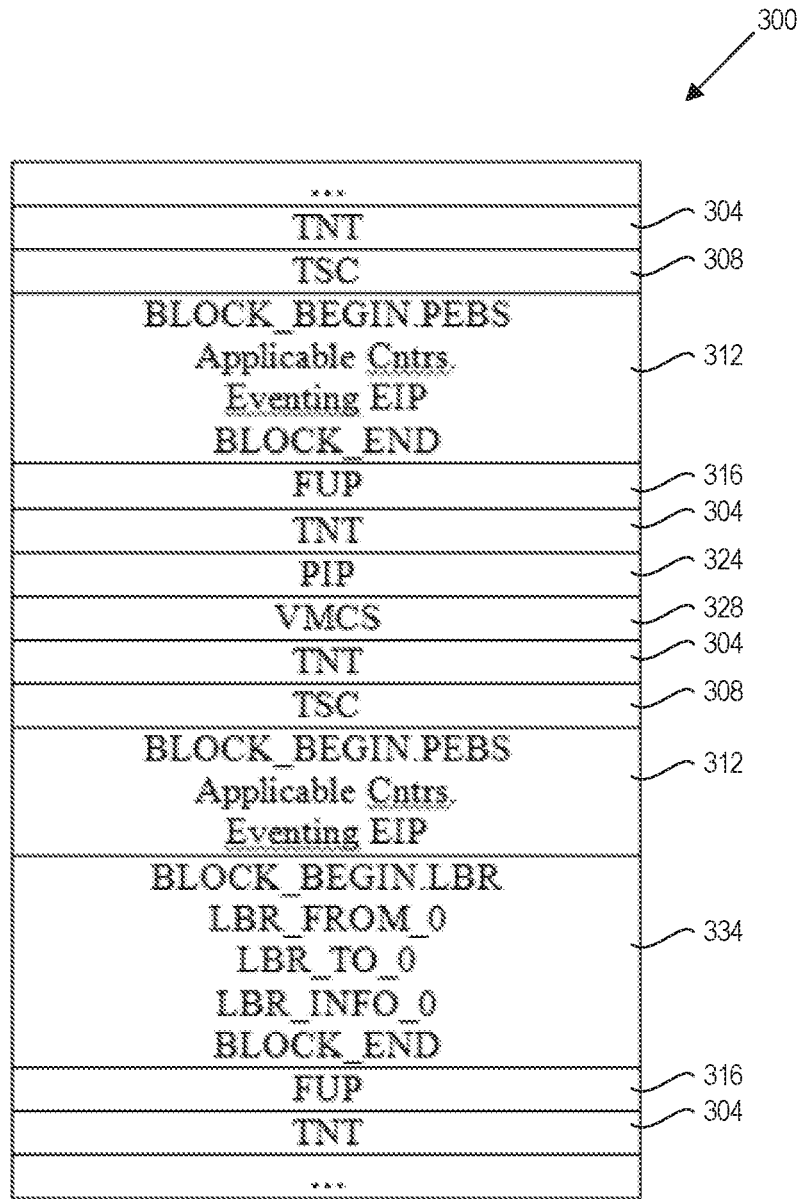 300
...
TNT 304
TSC 308
BLOCK_BEGIN.PEBS
Applicable Cntrs. 312
Eventing EIP
BLOCK_END
FUP 316
TNT 304
PIP 324
VMCS 328
TNT 304
TSC 308
BLOCK_BEGIN.PEBS 312
Applicable Cntrs.
Eventing EIP
BLOCK_BEGIN.LBR
LBR_FROM_0
LBR_TO_0 334
LBR_INFO_0
BLOCK_END
FUP 316
TNT 304
...